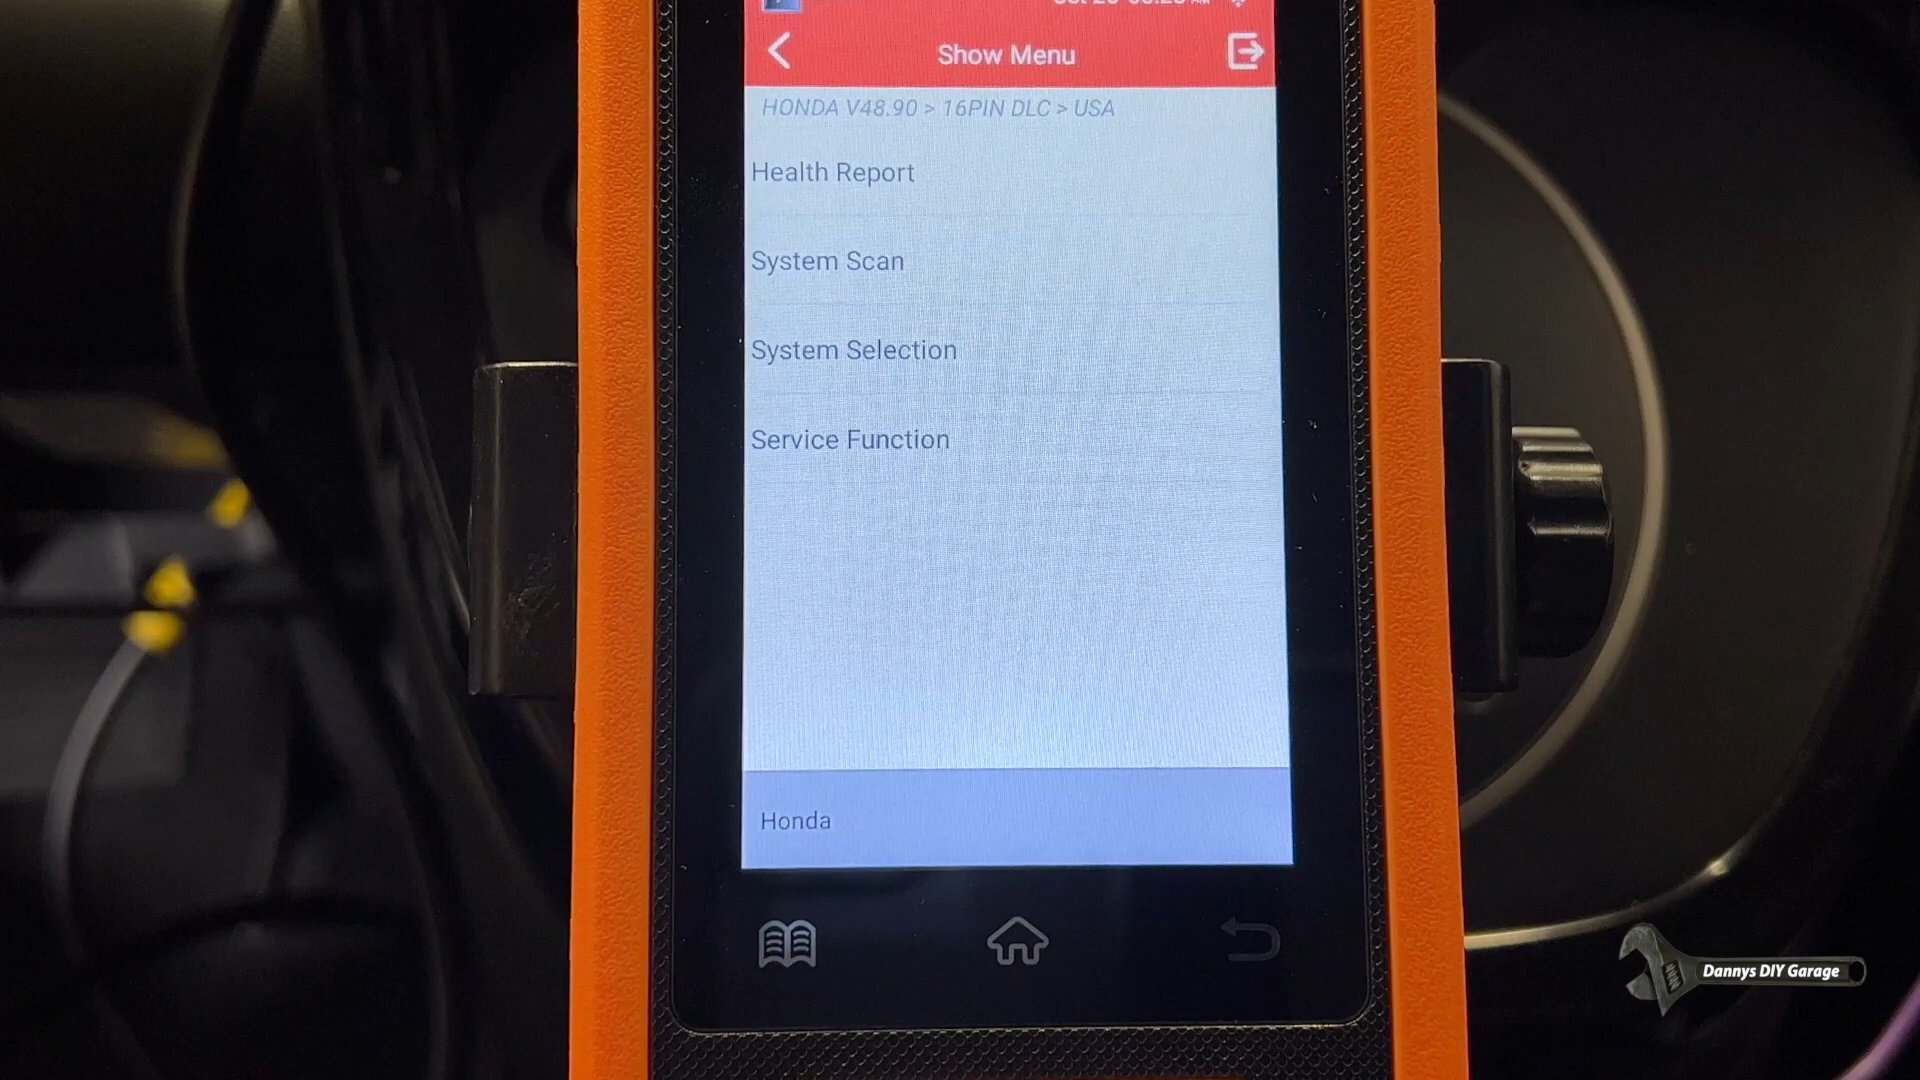 Show Menu
HONDA V48.90 > 16PIN DLC > USA
Health Report
System Scan
System Selection
Service Function
Honda
Dannys DIY Garage